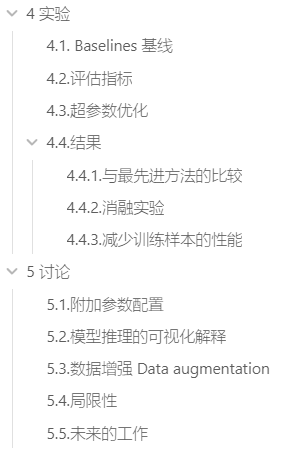 4 实验
4.1. Baselines 基线
4.2.评估指标
4.3.超参数优化
4.4.结果
4.4.1.与最先进方法的比较
4.4.2.消融实验
4.4.3.减少训练样本的性能
5 讨论
5.1.附加参数配置
5.2.模型推理的可视化解释
5.3.数据增强 Data augmentation
5.4.局限性
5.5.未来的工作